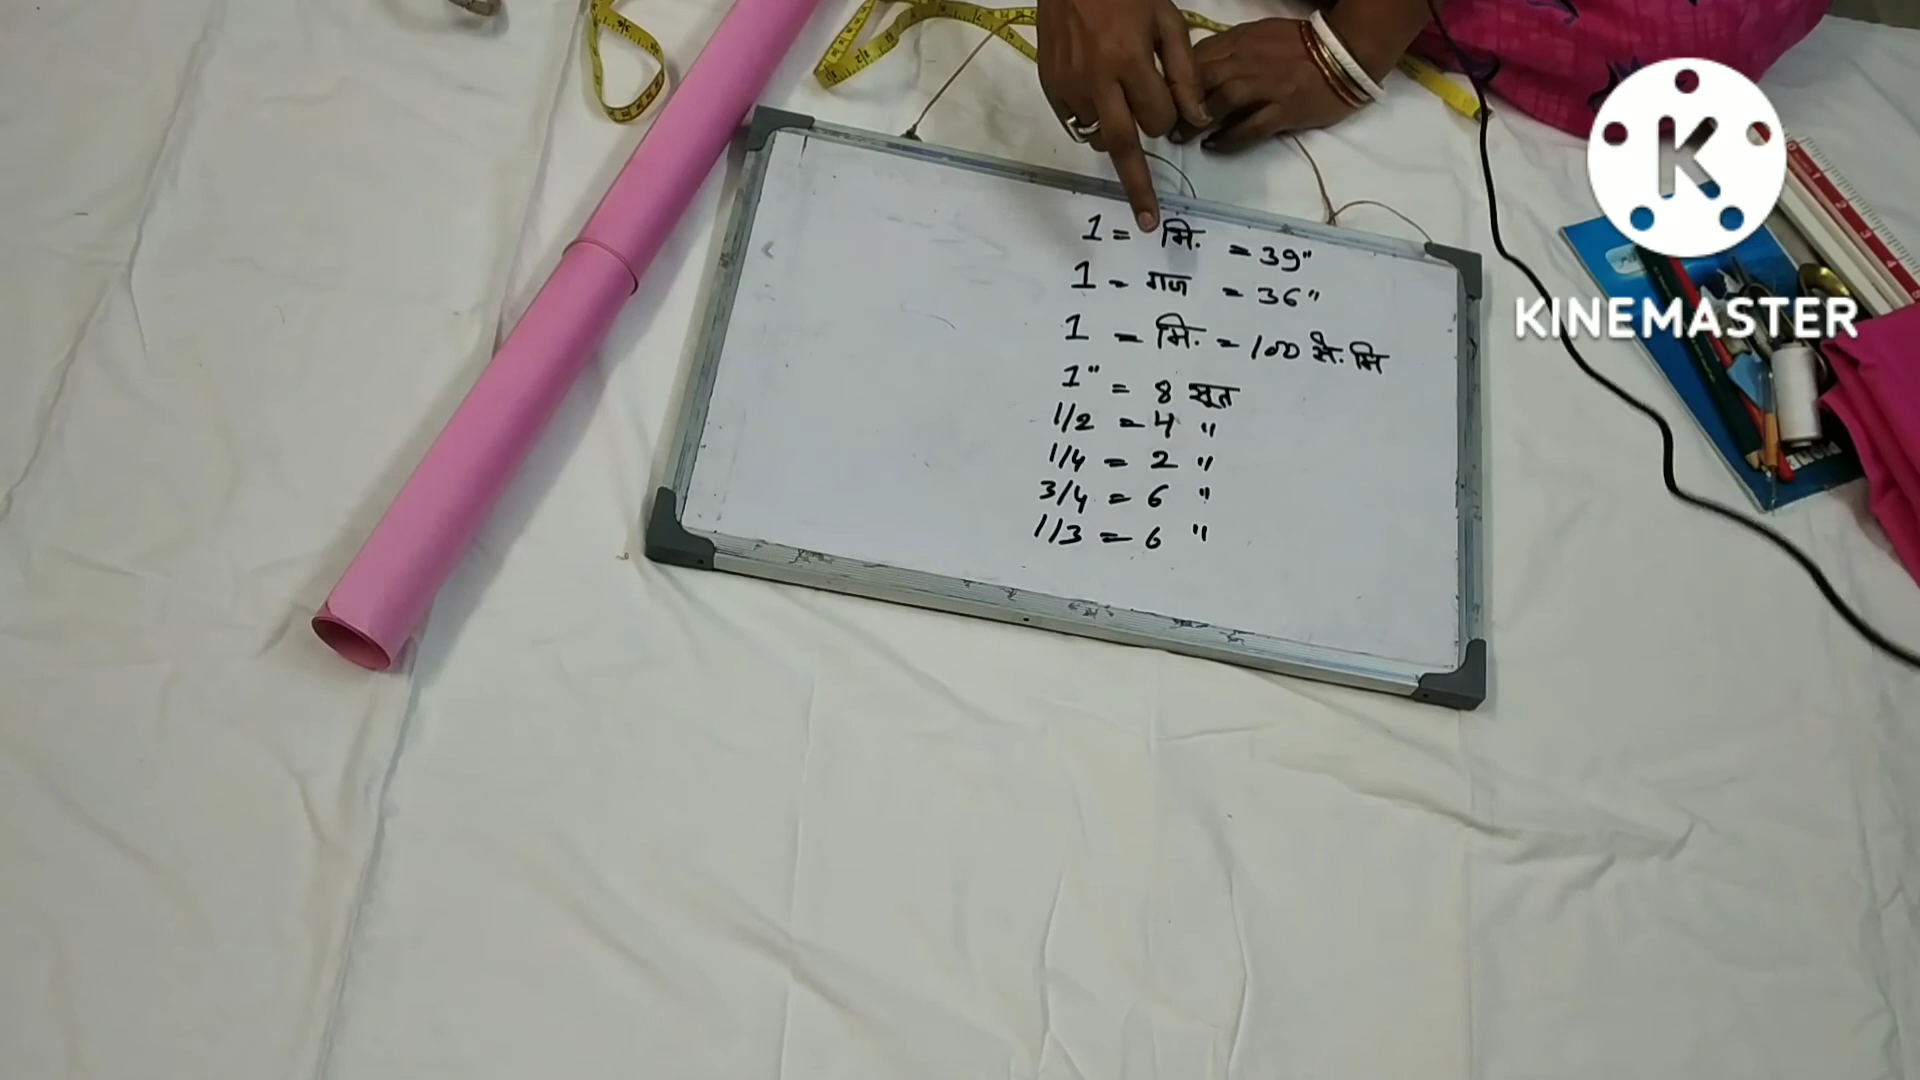 1 = मि. = 39"
1 = गज = 36"
1 = मि. = 100 से. मि
1" = 8 सूत
1/2 = 4 "
1/4 = 2 "
3/4 = 6 "
1/3 = 6 "
KINEMASTER